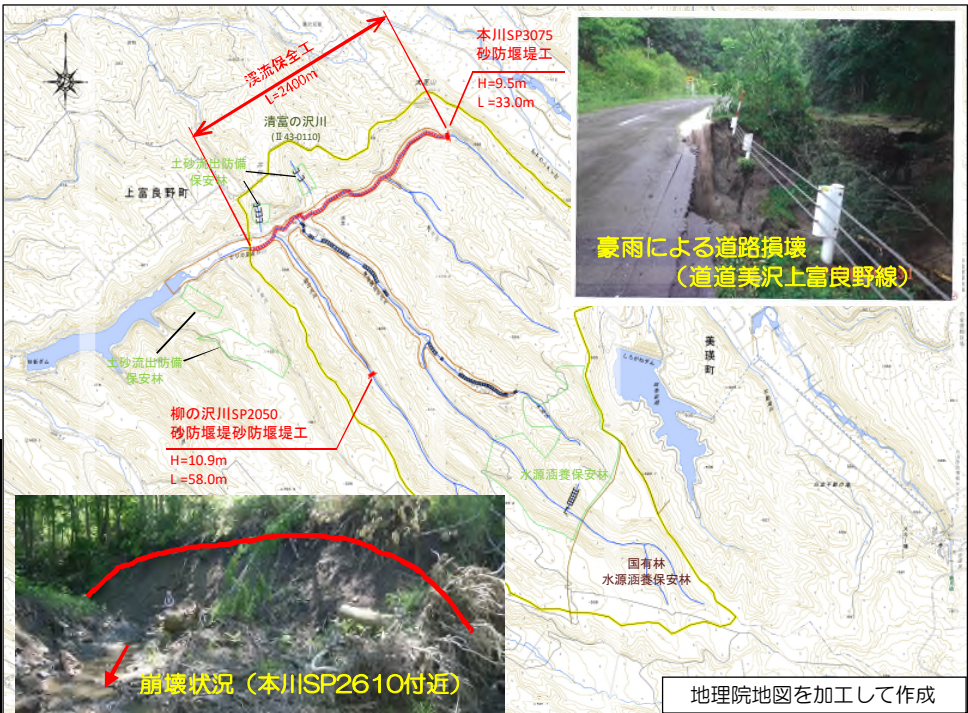 渓流保全工
L=2400m
本川SP3075
砂防堰堤工
H=9.5m
L=33.0m
清富の沢川
(Ⅱ43-0110)
土砂流出防備
保安林
上富良野町
豪雨による道路損壊
（道道美沢上富良野線）
美瑛町
しろがねダム
土砂流出防備
保安林
柳の沢川SP2050
砂防堰堤砂防堰堤工
H=10.9m
L=58.0m
水源涵養保安林
国有林
水源涵養保安林
崩壊状況（本川SP2610付近）
地理院地図を加工して作成